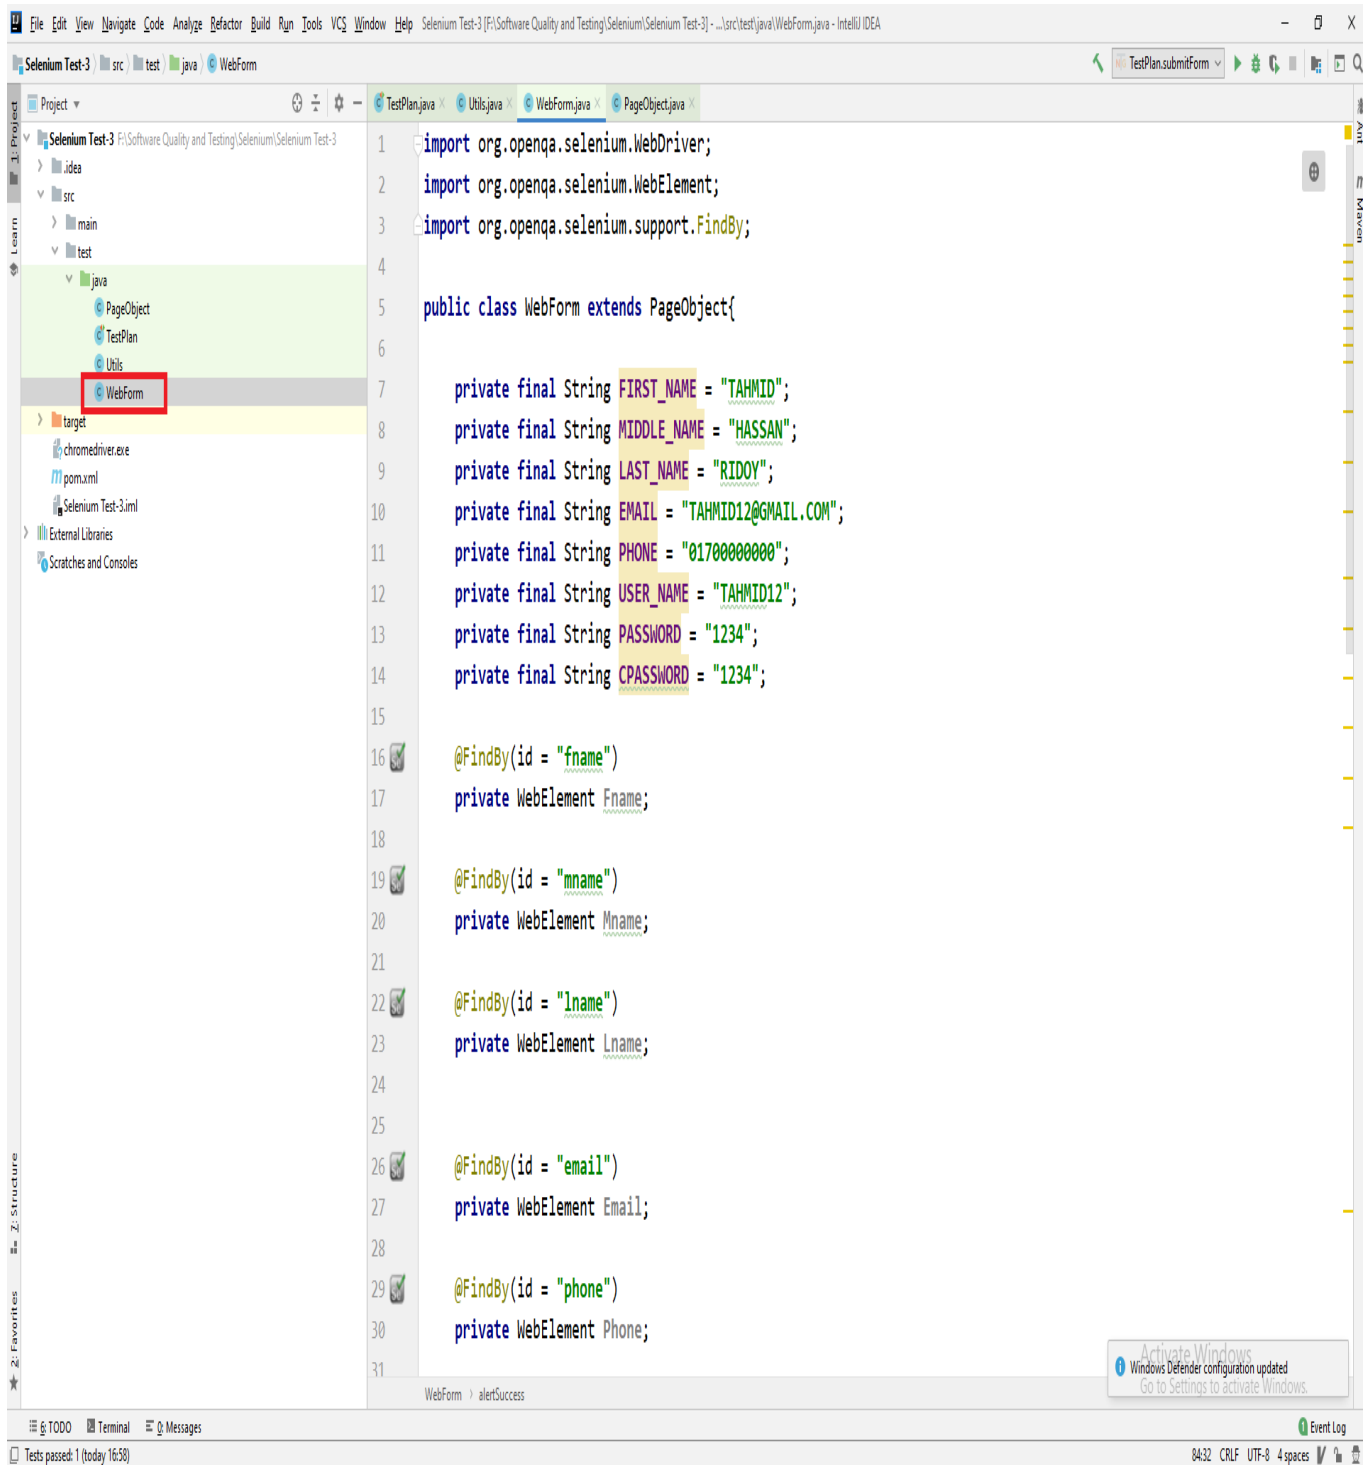 File Edit View Navigate Code Analyze Refactor Build Run Tools VCS Window Help Selenium Test-3 [F:\Software Quality and Testing\Selenium\Selenium Test-3] - ...\src\test\java\WebForm.java - IntelliJ IDEA
Selenium Test-3 src test java WebForm TestPlan.submitForm
Project TestPlan.java Utils.java WebForm.java PageObject.java
1: Project
Learn
7: Structure
2: Favorites
Ant
Maven
Selenium Test-3 F:\Software Quality and Testing\Selenium\Selenium Test-3
.idea
src
main
test
java
PageObject
TestPlan
Utils
WebForm
target
chromedriver.exe
pom.xml
Selenium Test-3.iml
External Libraries
Scratches and Consoles
1 import org.openqa.selenium.WebDriver;
2 import org.openqa.selenium.WebElement;
3 import org.openqa.selenium.support.FindBy;
4
5 public class WebForm extends PageObject{
6
7 private final String FIRST_NAME = "TAHMID";
8 private final String MIDDLE_NAME = "HASSAN";
9 private final String LAST_NAME = "RIDOY";
10 private final String EMAIL = "TAHMID12@GMAIL.COM";
11 private final String PHONE = "01700000000";
12 private final String USER_NAME = "TAHMID12";
13 private final String PASSWORD = "1234";
14 private final String CPASSWORD = "1234";
15
16 @FindBy(id = "fname")
17 private WebElement Fname;
18
19 @FindBy(id = "mname")
20 private WebElement Mname;
21
22 @FindBy(id = "lname")
23 private WebElement Lname;
24
25
26 @FindBy(id = "email")
27 private WebElement Email;
28
29 @FindBy(id = "phone")
30 private WebElement Phone;
31
WebForm alertSuccess
Activate Windows
Windows Defender configuration updated
Go to Settings to activate Windows.
6: TODO Terminal 0: Messages 1 Event Log
Tests passed: 1 (today 16:58) 84:32 CRLF UTF-8 4 spaces